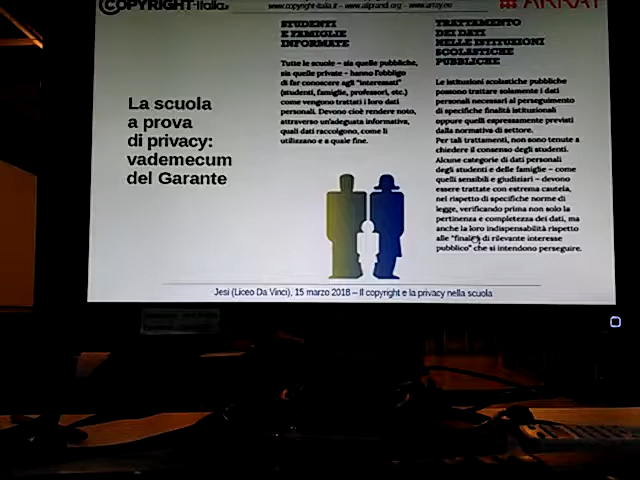 COPYRIGHT-Italia.it
www.copyright-italia.it – www.aliprandi.org – www.array.eu
# ARRAY
La scuola
a prova
di privacy:
vademecum
del Garante
STUDENTI
E FAMIGLIE
INFORMATE
Tutte le scuole – sia quelle pubbliche,
sia quelle private – hanno l'obbligo
di far conoscere agli "interessati"
(studenti, famiglie, professori, etc.)
come vengono trattati i loro dati
personali. Devono cioè rendere noto,
attraverso un'adeguata informativa,
quali dati raccolgono, come li
utilizzano e a quale fine.
TRATTAMENTO
DEI DATI
NELLE ISTITUZIONI
SCOLASTICHE
PUBBLICHE
Le istituzioni scolastiche pubbliche
possono trattare solamente i dati
personali necessari al perseguimento
di specifiche finalità istituzionali
oppure quelli espressamente previsti
dalla normativa di settore.
Per tali trattamenti, non sono tenute a
chiedere il consenso degli studenti.
Alcune categorie di dati personali
degli studenti e delle famiglie – come
quelli sensibili e giudiziari – devono
essere trattate con estrema cautela,
nel rispetto di specifiche norme di
legge, verificando prima non solo la
pertinenza e completezza dei dati, ma
anche la loro indispensabilità rispetto
alle "finalità di rilevante interesse
pubblico" che si intendono perseguire.
Jesi (Liceo Da Vinci), 15 marzo 2018 – Il copyright e la privacy nella scuola